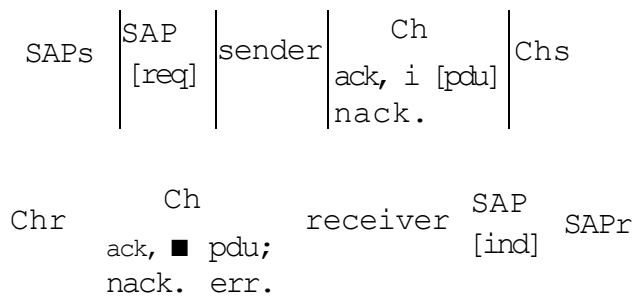 SAPs SAP [req] sender Ch ack, i [pdu] nack. Chs
Chr Ch ack, ■ pdu; nack. err. receiver SAP [ind] SAPr